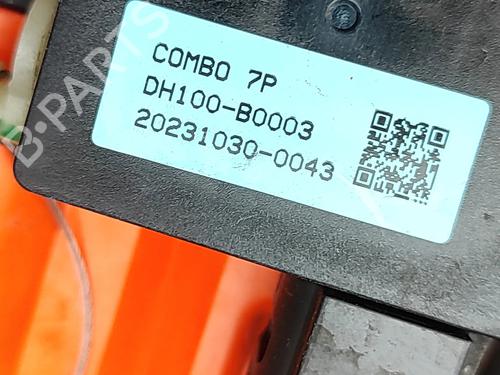 COMBO 7P
DH100-B0003
20231030-0043
B-PARTS